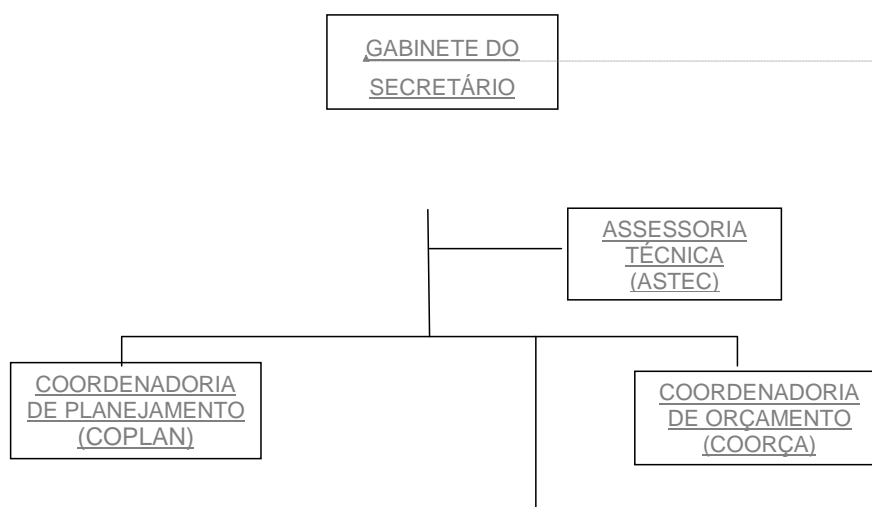 GABINETE DO
SECRETÁRIO
ASSESSORIA
TÉCNICA
(ASTEC)
COORDENADORIA
DE PLANEJAMENTO
(COPLAN)
COORDENADORIA
DE ORÇAMENTO
(COORÇA)